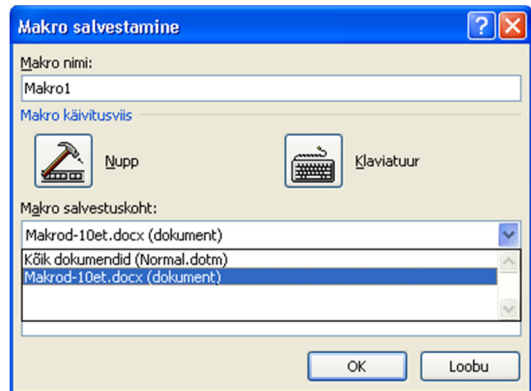 Makro salvestamine
Makro nimi:
Makro1
Makro käivitusviis
Nupp
Klaviatuur
Makro salvestuskoht:
Makrod-10et.docx (dokument)
Kõik dokumendid (Normal.dotm)
Makrod-10et.docx (dokument)
OK
Loobu